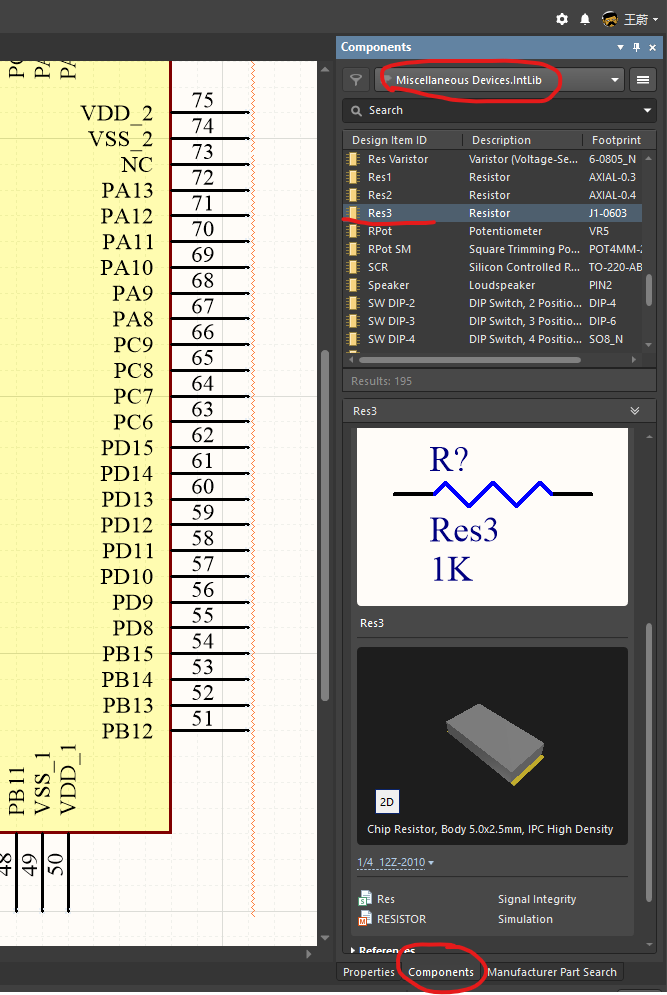 王蔚
Components
Miscellaneous Devices.IntLib
Search
Design Item ID Description Footprint
Res Varistor Varistor (Voltage-Se... 6-0805_N
Res1 Resistor AXIAL-0.3
Res2 Resistor AXIAL-0.4
Res3 Resistor J1-0603
RPot Potentiometer VR5
RPot SM Square Trimming Po... POT4MM-2
SCR Silicon Controlled R... TO-220-AB
Speaker Loudspeaker PIN2
SW DIP-2 DIP Switch, 2 Positio... DIP-4
SW DIP-3 DIP Switch, 3 Positio... DIP-6
SW DIP-4 DIP Switch, 4 Positio... SO8_N
Results: 195
Res3
R?
Res3
1K
Res3
2D
Chip Resistor, Body 5.0x2.5mm, IPC High Density
1/4 12Z-2010
Res Signal Integrity
RESISTOR Simulation
References
Properties Components Manufacturer Part Search
PC
PA
PA
VDD_2 75
VSS_2 74
NC 73
PA13 72
PA12 71
PA11 70
PA10 69
PA9 68
PA8 67
PC9 66
PC8 65
PC7 64
PC6 63
PD15 62
PD14 61
PD13 60
PD12 59
PD11 58
PD10 57
PD9 56
PD8 55
PB15 54
PB14 53
PB13 52
PB12 51
PB11 48
VSS_1 49
VDD_1 50